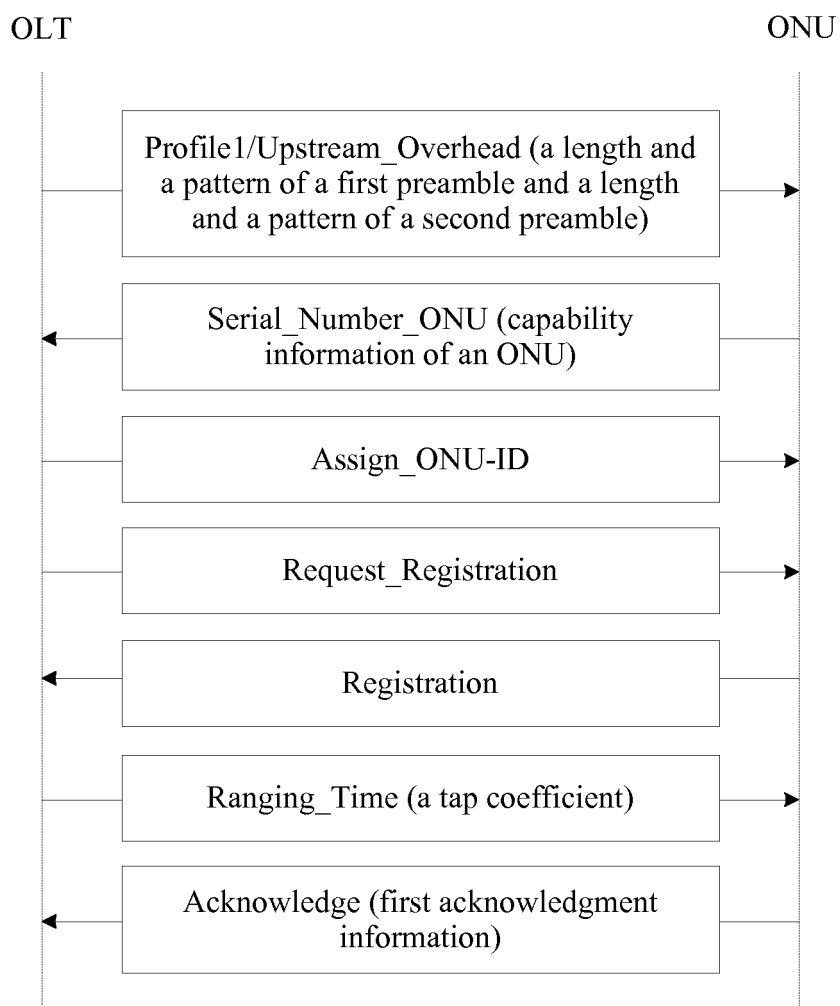 OLT
ONU
Profile1/Upstream_Overhead (a length and
a pattern of a first preamble and a length
and a pattern of a second preamble)
Serial_Number_ONU (capability
information of an ONU)
Assign_ONU-ID
Request_Registration
Registration
Ranging_Time (a tap coefficient)
Acknowledge (first acknowledgment
information)